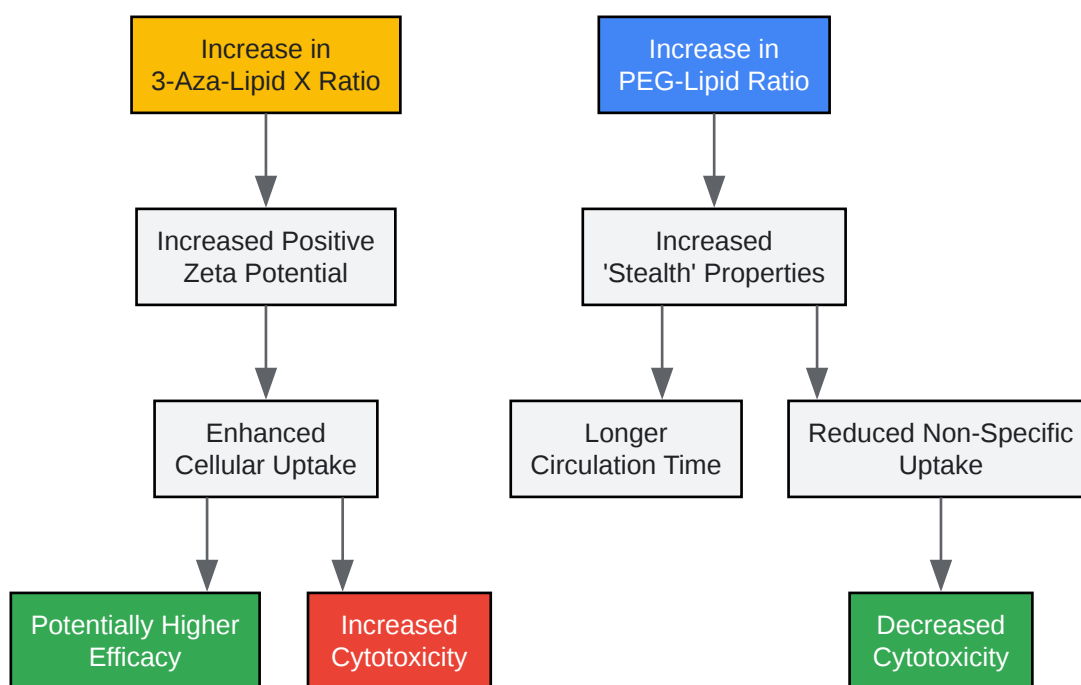 Increase in
3-Aza-Lipid X Ratio
Increase in
PEG-Lipid Ratio
Increased Positive
Zeta Potential
Increased
'Stealth' Properties
Enhanced
Cellular Uptake
Longer
Circulation Time
Reduced Non-Specific
Uptake
Potentially Higher
Efficacy
Increased
Cytotoxicity
Decreased
Cytotoxicity